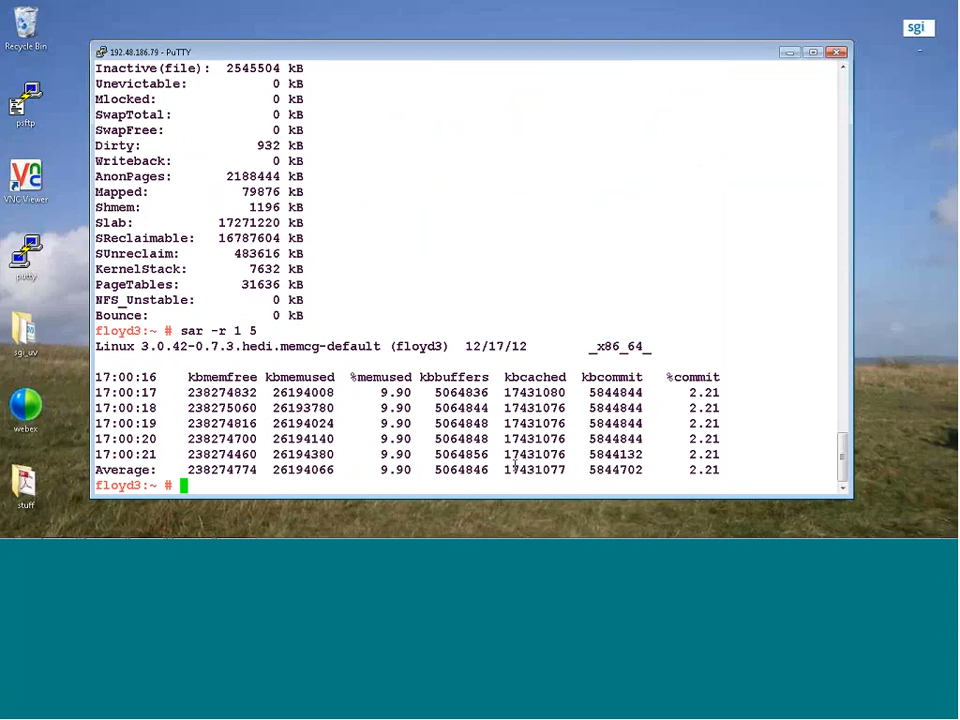 Recycle Bin
psftp
VNC Viewer
putty
sgi_uv
webex
stuff
sgi
192.48.186.79 - PuTTY
Inactive(file): 2545504 kB
Unevictable: 0 kB
Mlocked: 0 kB
SwapTotal: 0 kB
SwapFree: 0 kB
Dirty: 932 kB
Writeback: 0 kB
AnonPages: 2188444 kB
Mapped: 79876 kB
Shmem: 1196 kB
Slab: 17271220 kB
SReclaimable: 16787604 kB
SUnreclaim: 483616 kB
KernelStack: 7632 kB
PageTables: 31636 kB
NFS_Unstable: 0 kB
Bounce: 0 kB
floyd3:~ # sar -r 1 5
Linux 3.0.42-0.7.3.hedi.memcg-default (floyd3) 12/17/12 _x86_64_
17:00:16 kbmemfree kbmemused %memused kbbuffers kbcached kbcommit %commit
17:00:17 238274832 26194008 9.90 5064836 17431080 5844844 2.21
17:00:18 238275060 26193780 9.90 5064844 17431076 5844844 2.21
17:00:19 238274816 26194024 9.90 5064848 17431076 5844844 2.21
17:00:20 238274700 26194140 9.90 5064848 17431076 5844844 2.21
17:00:21 238274460 26194380 9.90 5064856 17431076 5844132 2.21
Average: 238274774 26194066 9.90 5064846 17431077 5844702 2.21
floyd3:~ #